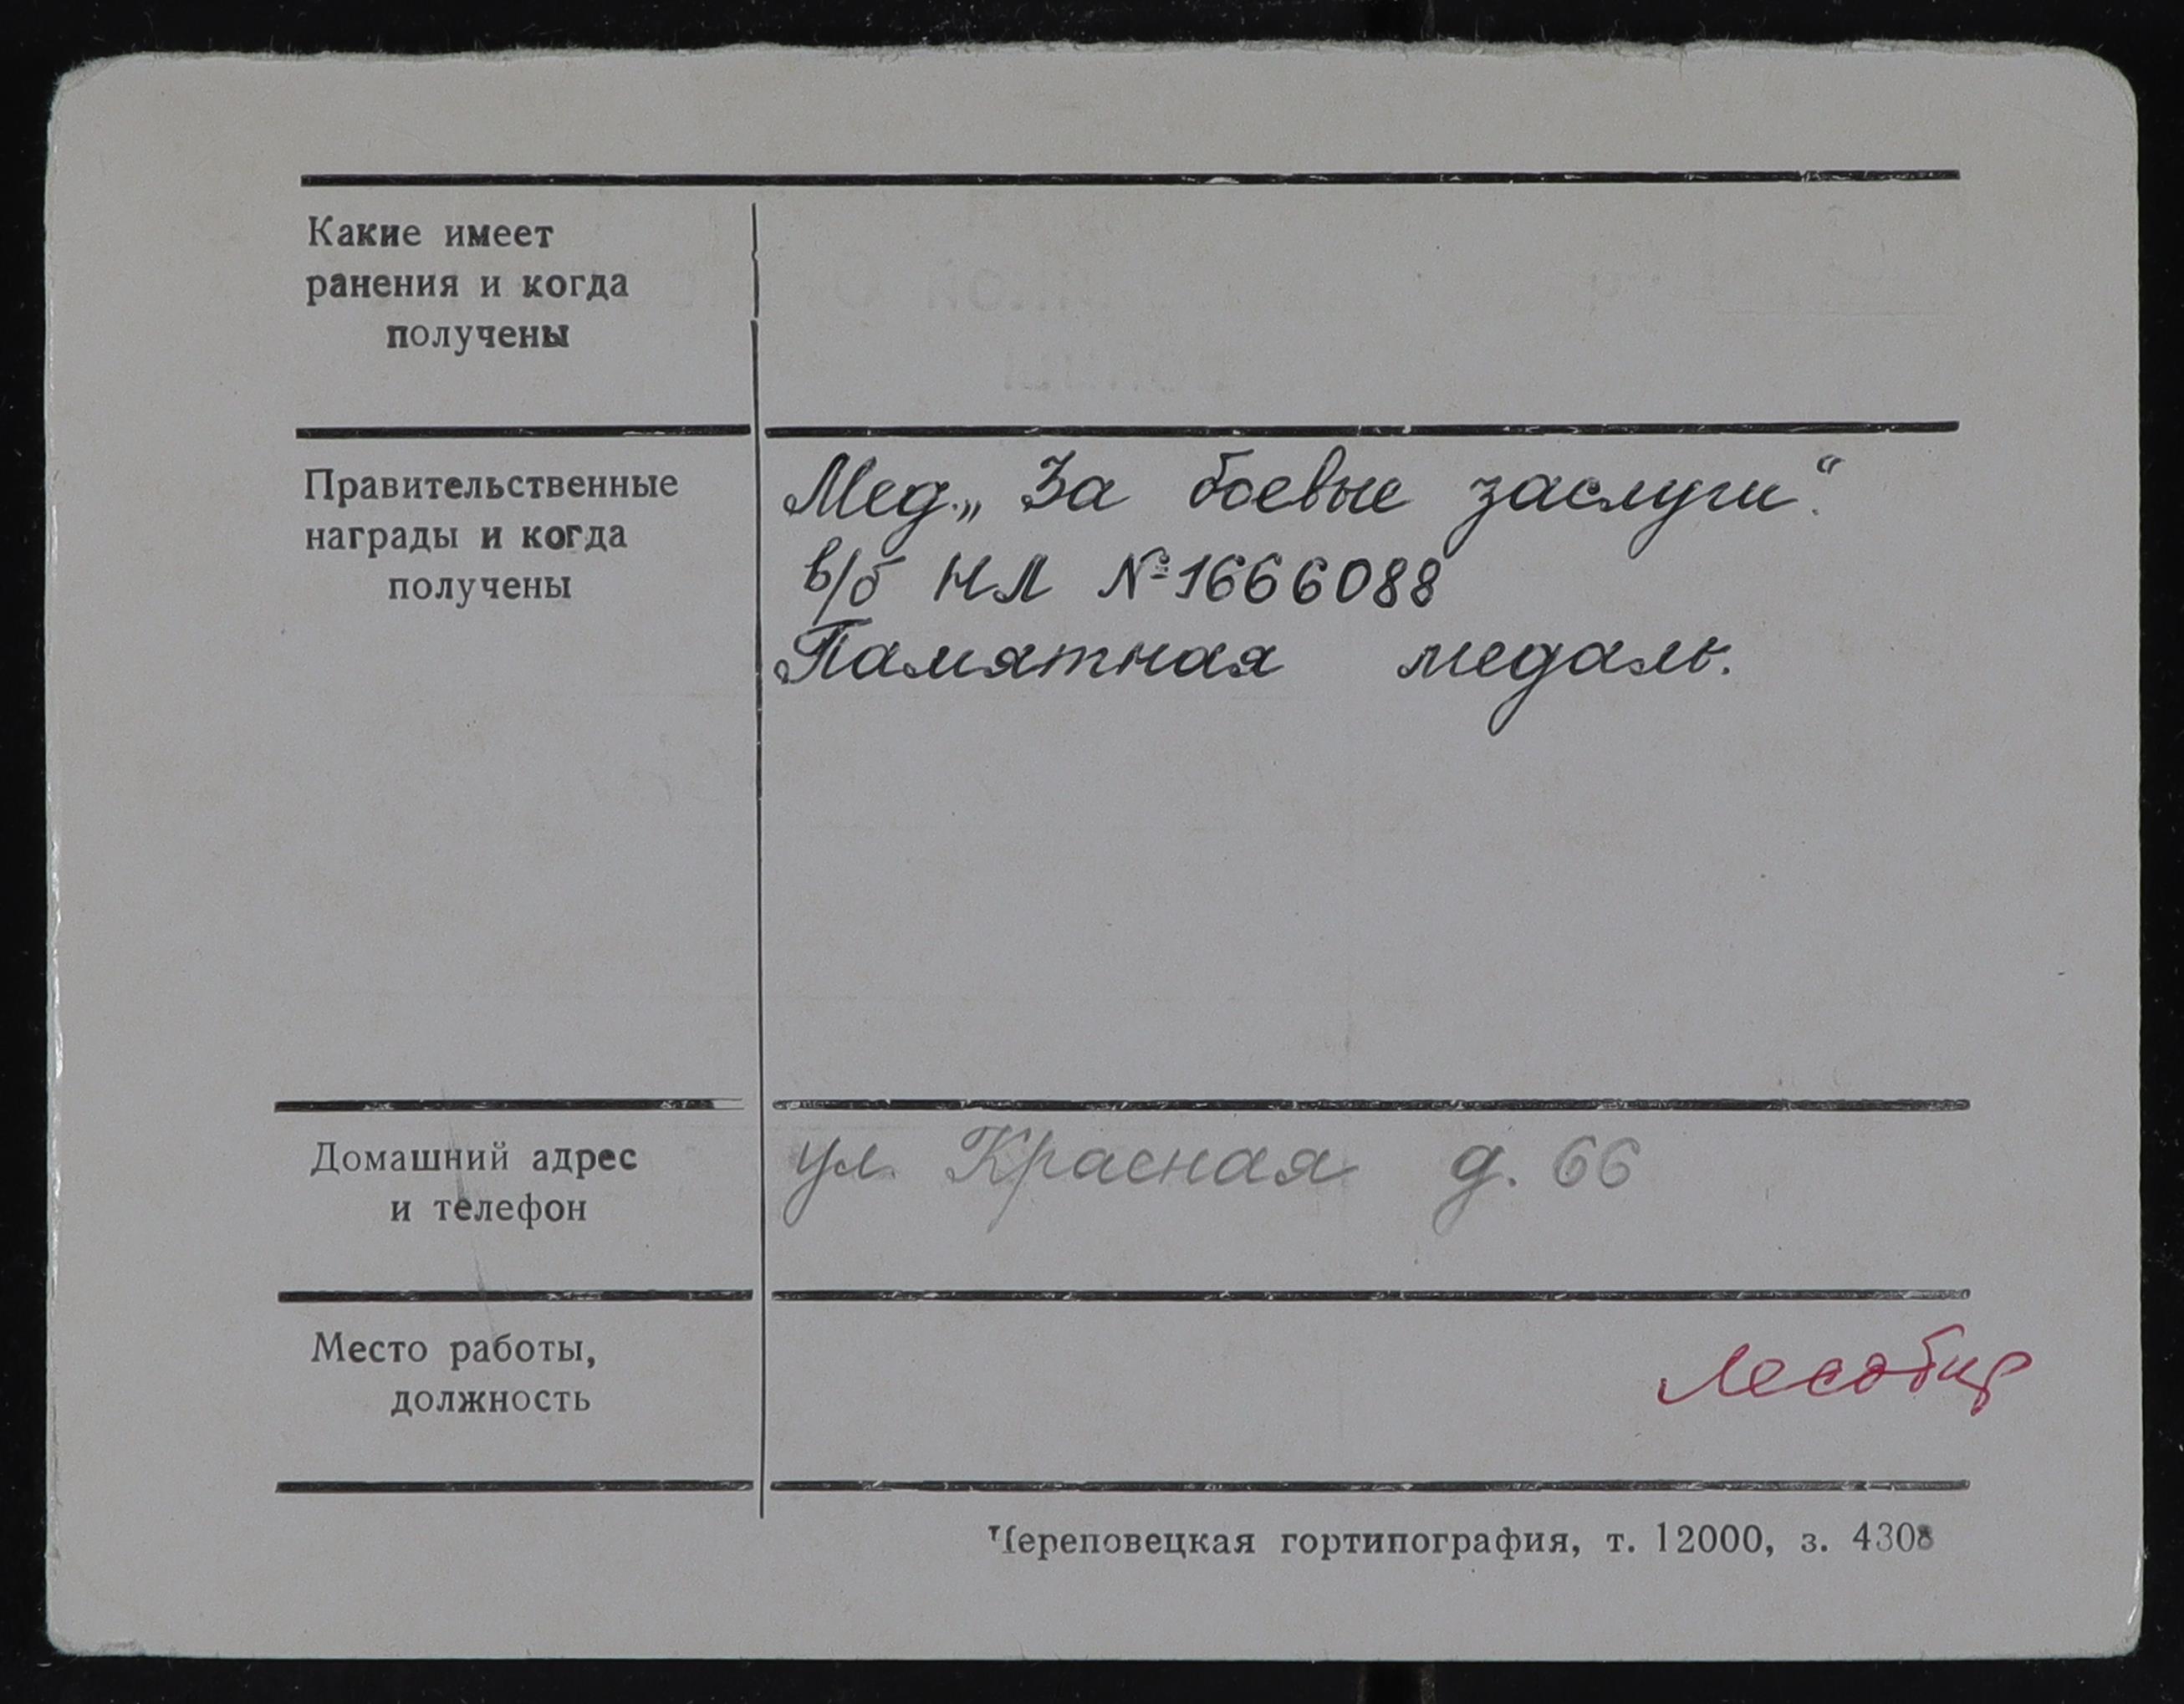 Какие имеет
ранения и когда
получены
Правительственные
награды и когда
получены
Мед. „За боевые заслуги“.
в/б НЛ №1666088
Памятная медаль.
Домашний адрес
и телефон
ул. Красная д. 66
Место работы,
должность
Череповецкая гортипография, т. 12000, з. 4308